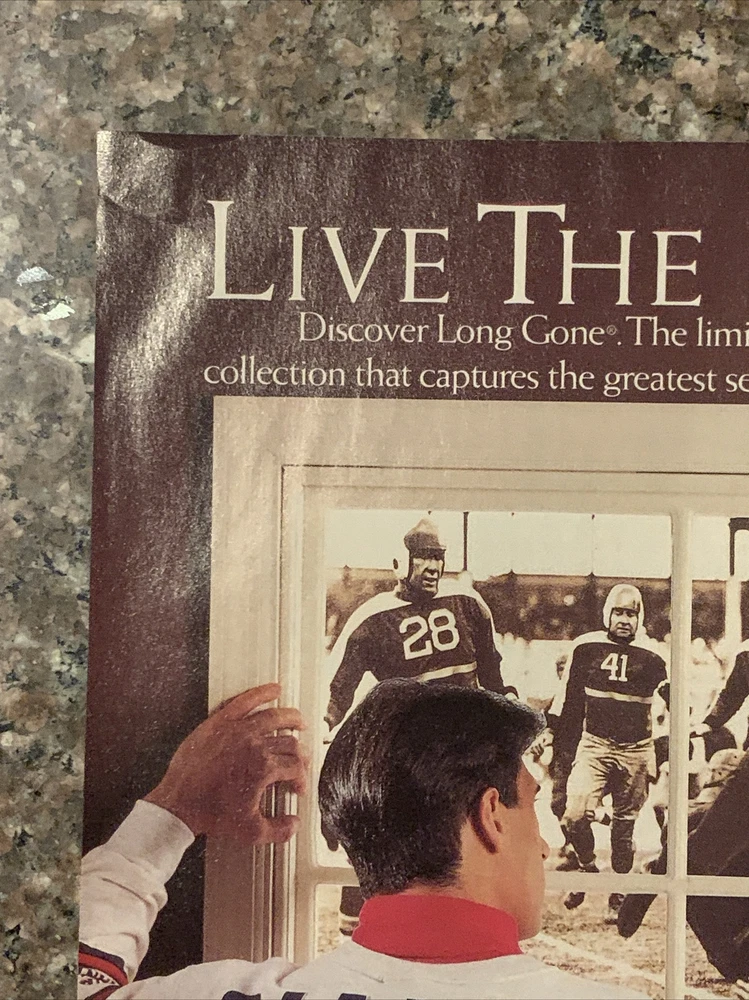 LIVE THE
Discover Long Gone®. The limi
collection that captures the greatest se
28
41